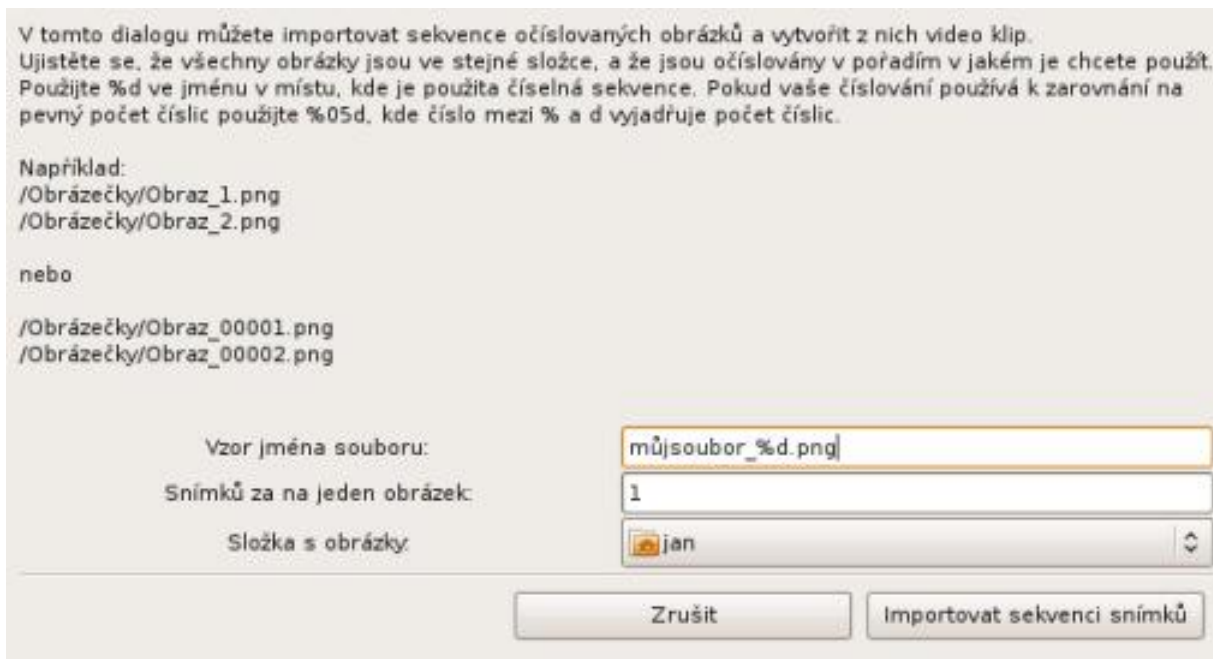 V tomto dialogu můžete importovat sekvence očíslovaných obrázků a vytvořit z nich video klip.
Ujistěte se, že všechny obrázky jsou ve stejné složce, a že jsou očíslovány v pořadím v jakém je chcete použít.
Použijte %d ve jménu v místu, kde je použita číselná sekvence. Pokud vaše číslování používá k zarovnání na
pevný počet číslic použijte %05d, kde číslo mezi % a d vyjadřuje počet číslic.
Například:
/Obrázečky/Obraz_1.png
/Obrázečky/Obraz_2.png
nebo
/Obrázečky/Obraz_00001.png
/Obrázečky/Obraz_00002.png
Vzor jména souboru: můjsoubor_%d.png
Snímků za na jeden obrázek: 1
Složka s obrázky: jan
Zrušit Importovat sekvenci snímků